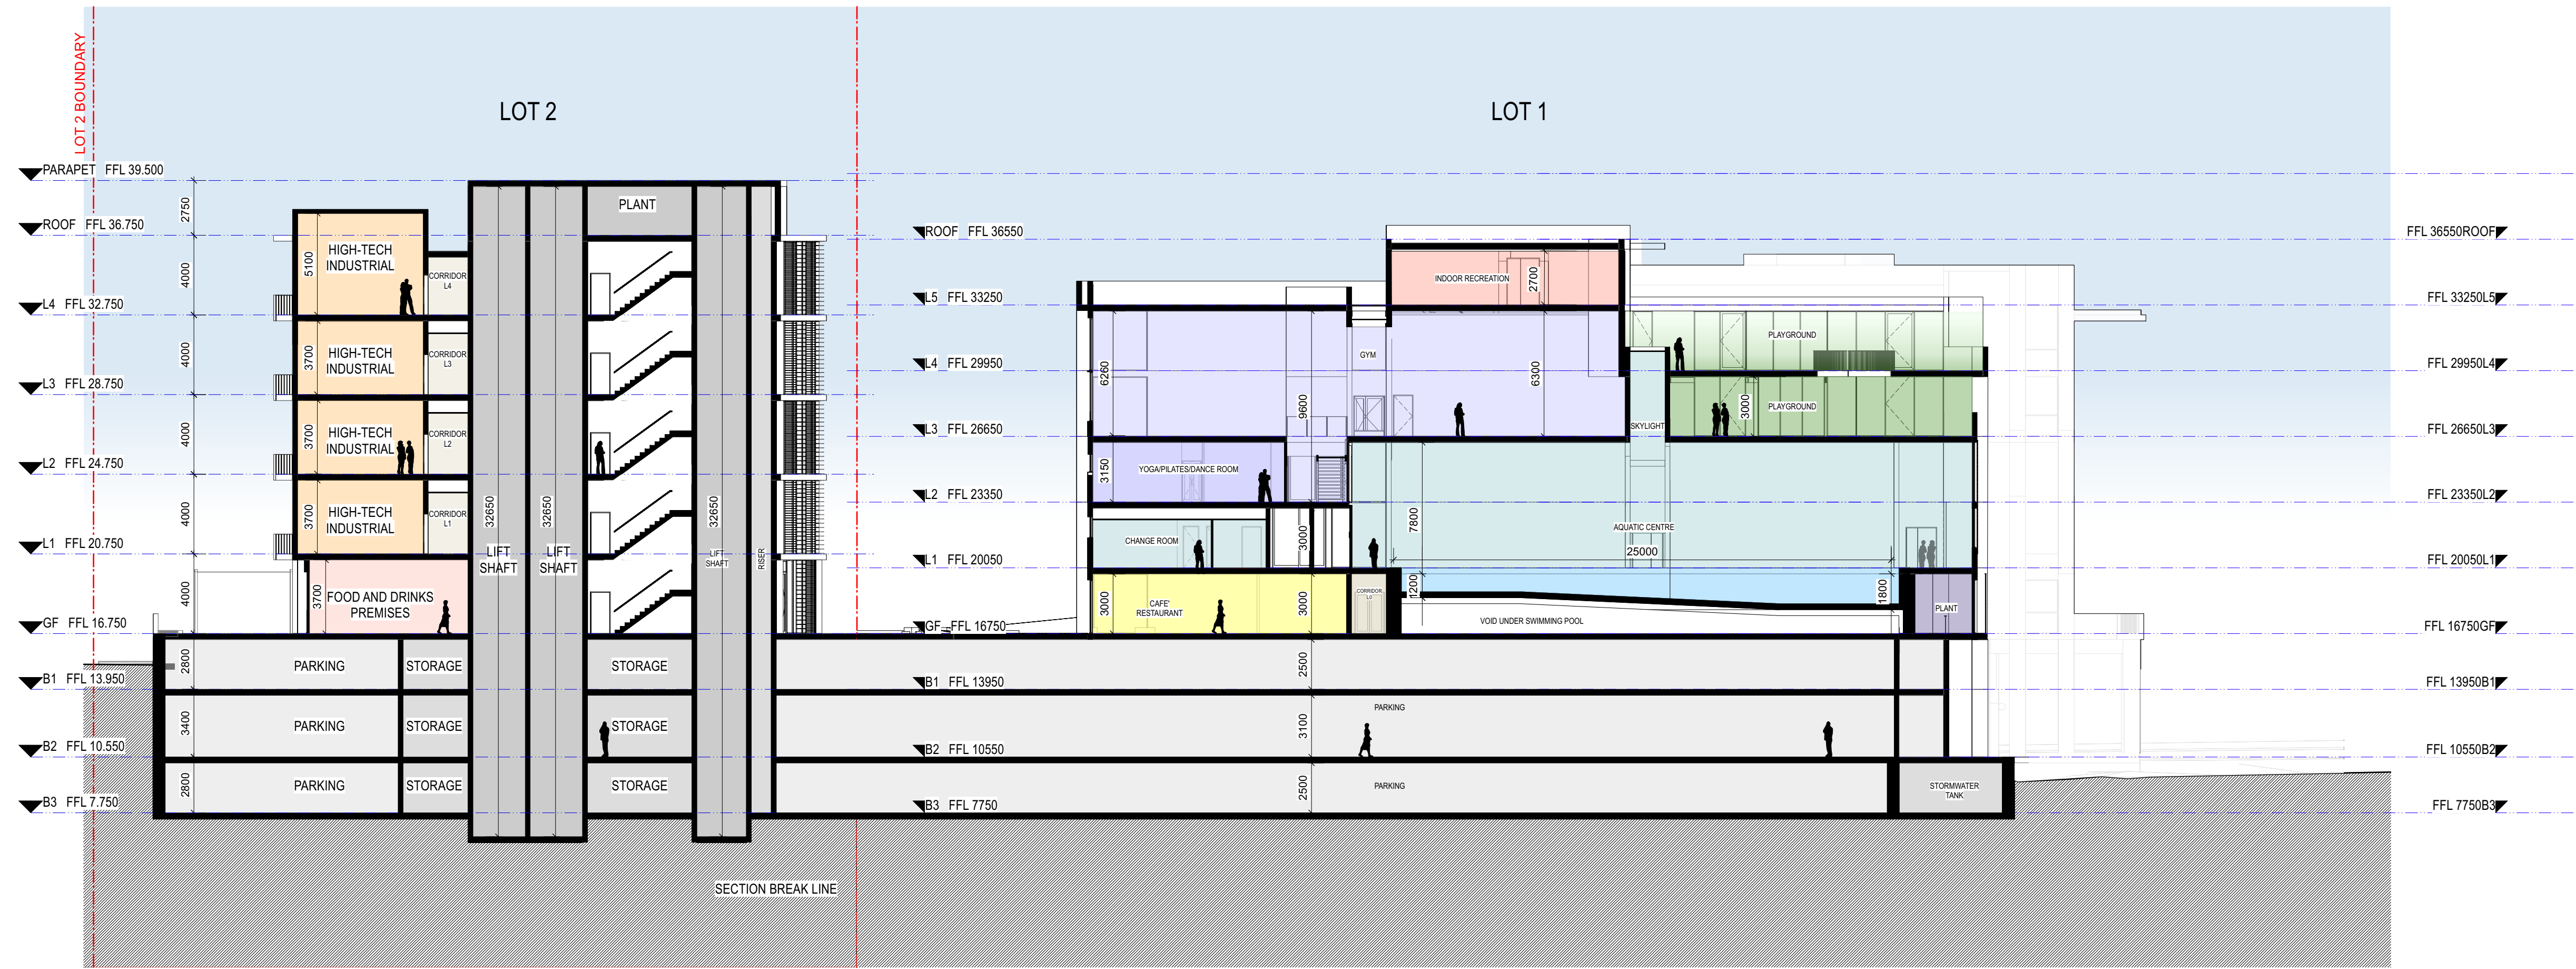 LOT 2 BOUNDARY
LOT 2
LOT 1
PARAPET FFL 39.500
ROOF FFL 36.750
L4 FFL 32.750
L3 FFL 28.750
L2 FFL 24.750
L1 FFL 20.750
GF FFL 16.750
B1 FFL 13.950
B2 FFL 10.550
B3 FFL 7.750
2750
4000
4000
4000
4000
4000
2800
3400
2800
PLANT
HIGH-TECH
INDUSTRIAL
5100
CORRIDOR
L4
HIGH-TECH
INDUSTRIAL
3700
CORRIDOR
L3
HIGH-TECH
INDUSTRIAL
3700
CORRIDOR
L2
HIGH-TECH
INDUSTRIAL
3700
CORRIDOR
L1
FOOD AND DRINKS
PREMISES
3700
32650
32650
32650
LIFT
SHAFT
LIFT
SHAFT
LIFT
SHAFT
RISER
PARKING
STORAGE
STORAGE
PARKING
STORAGE
STORAGE
PARKING
STORAGE
STORAGE
SECTION BREAK LINE
ROOF FFL 36550
L5 FFL 33250
L4 FFL 29950
L3 FFL 26650
L2 FFL 23350
L1 FFL 20050
GF FFL 16750
B1 FFL 13950
B2 FFL 10550
B3 FFL 7750
INDOOR RECREATION
2700
GYM
6260
9600
6300
SKYLIGHT
PLAYGROUND
PLAYGROUND
3000
YOGA/PILATES/DANCE ROOM
3150
CHANGE ROOM
3000
7800
AQUATIC CENTRE
25000
1200
1800
3000
CAFE'
RESTAURANT
3000
CORRIDOR
L0
VOID UNDER SWIMMING POOL
PLANT
2500
PARKING
3100
PARKING
2500
STORMWATER
TANK
FFL 36550ROOF
FFL 33250L5
FFL 29950L4
FFL 26650L3
FFL 23350L2
FFL 20050L1
FFL 16750GF
FFL 13950B1
FFL 10550B2
FFL 7750B3